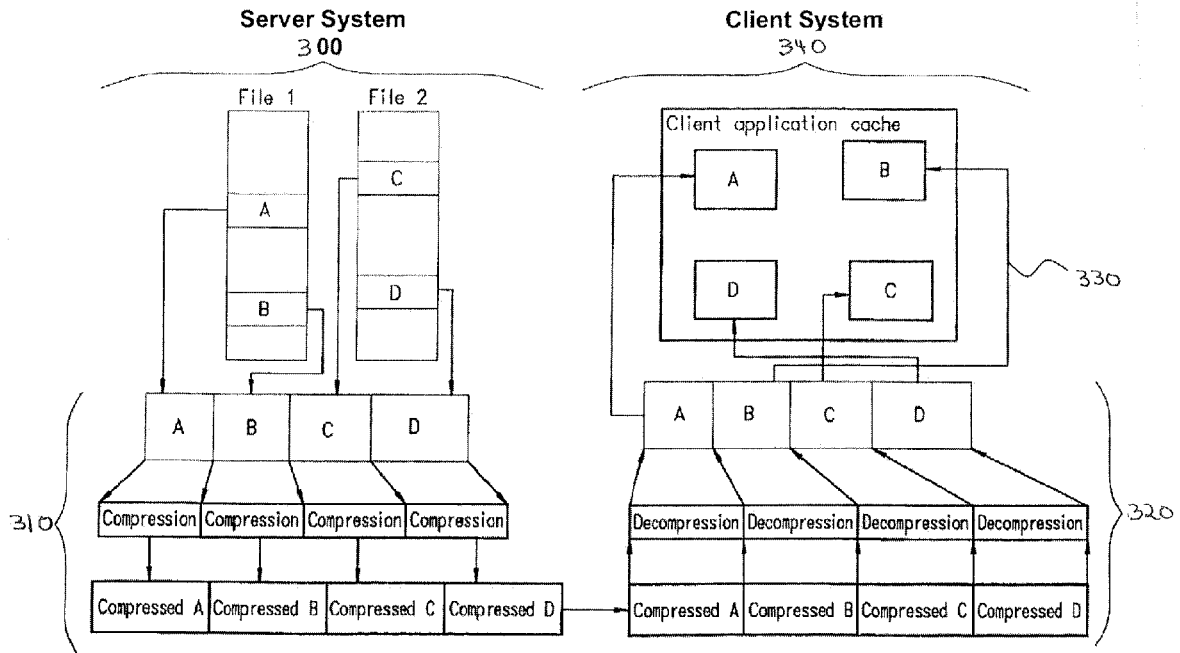 Server System
300
Client System
340
File 1
File 2
Client application cache
A
B
C
D
A
B
D
C
330
A
B
C
D
A
B
C
D
310
Compression
Compression
Compression
Compression
Decompression
Decompression
Decompression
Decompression
320
Compressed A
Compressed B
Compressed C
Compressed D
Compressed A
Compressed B
Compressed C
Compressed D